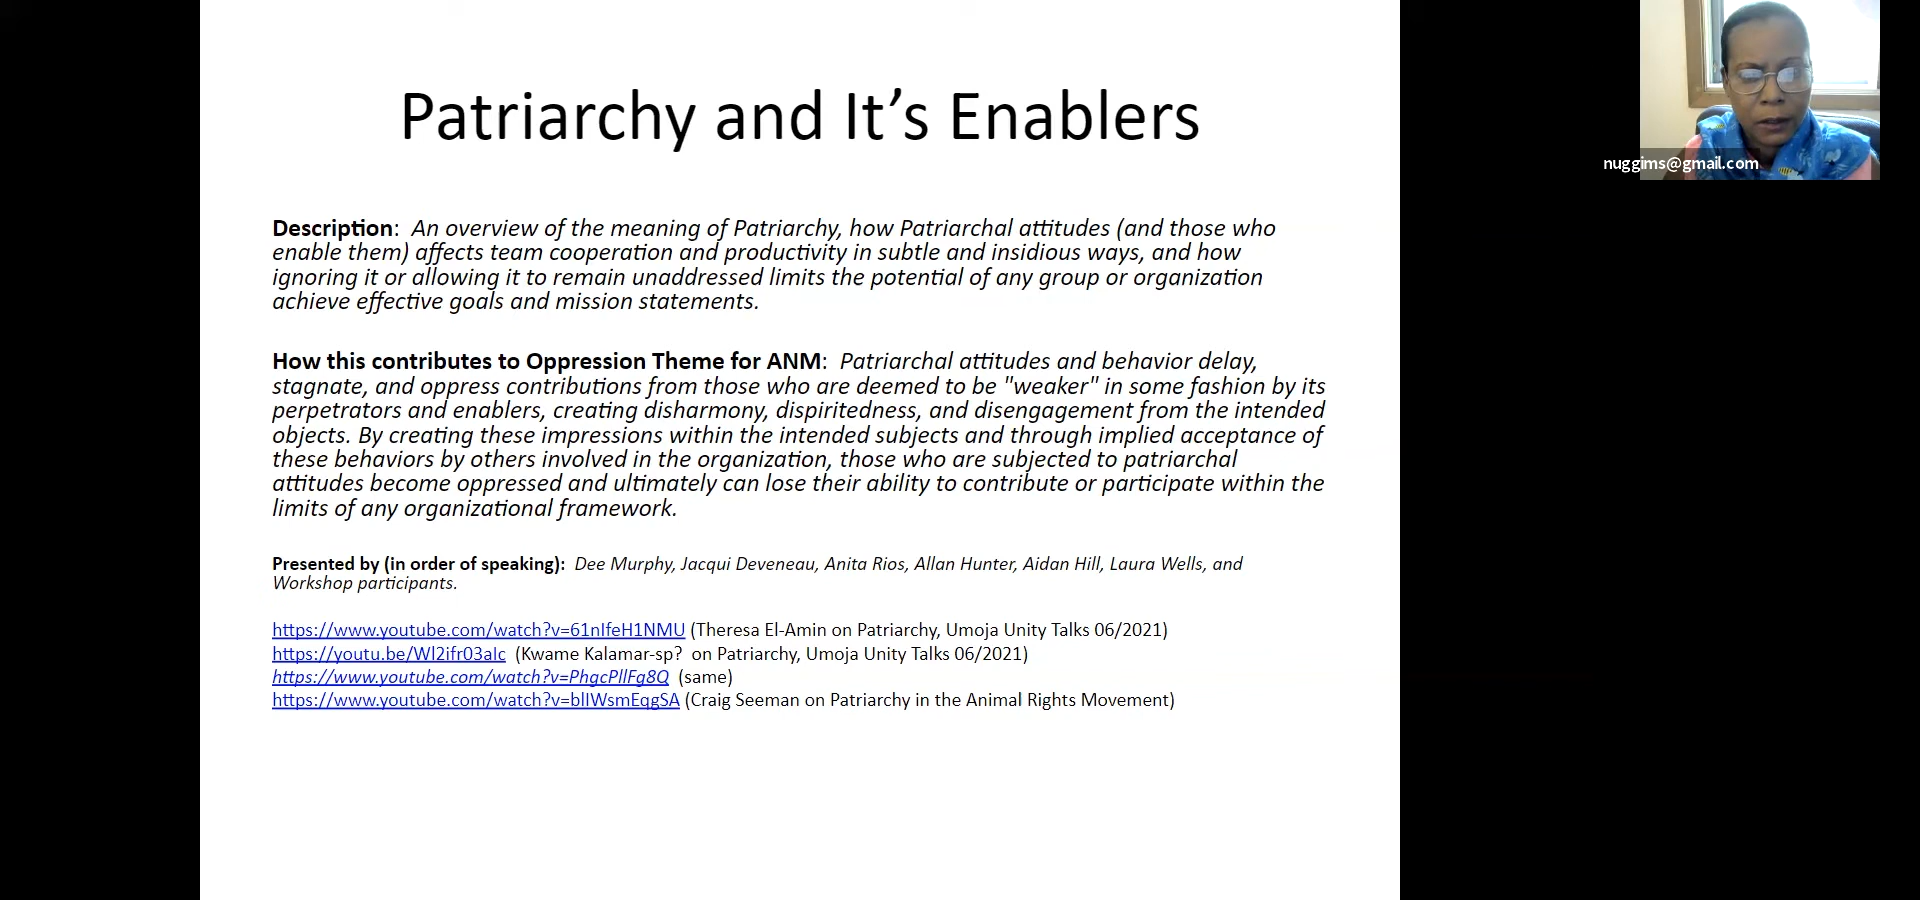 Patriarchy and It’s Enablers
nuggims@gmail.com
Description:  An overview of the meaning of Patriarchy, how Patriarchal attitudes (and those who
enable them) affects team cooperation and productivity in subtle and insidious ways, and how
ignoring it or allowing it to remain unaddressed limits the potential of any group or organization
achieve effective goals and mission statements.
How this contributes to Oppression Theme for ANM:  Patriarchal attitudes and behavior delay,
stagnate, and oppress contributions from those who are deemed to be "weaker" in some fashion by its
perpetrators and enablers, creating disharmony, dispiritedness, and disengagement from the intended
objects. By creating these impressions within the intended subjects and through implied acceptance of
these behaviors by others involved in the organization, those who are subjected to patriarchal
attitudes become oppressed and ultimately can lose their ability to contribute or participate within the
limits of any organizational framework.
Presented by (in order of speaking):  Dee Murphy, Jacqui Deveneau, Anita Rios, Allan Hunter, Aidan Hill, Laura Wells, and
Workshop participants.
https://www.youtube.com/watch?v=61nIfeH1NMU (Theresa El-Amin on Patriarchy, Umoja Unity Talks 06/2021)
https://youtu.be/Wl2ifr03aIc  (Kwame Kalamar-sp?  on Patriarchy, Umoja Unity Talks 06/2021)
https://www.youtube.com/watch?v=PhgcPllFg8Q  (same)
https://www.youtube.com/watch?v=blIWsmEqgSA (Craig Seeman on Patriarchy in the Animal Rights Movement)